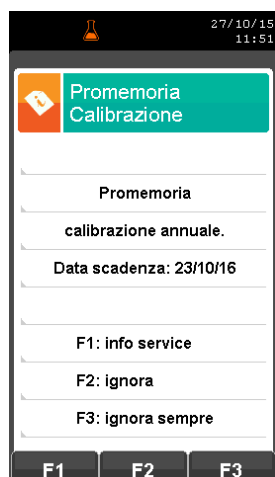 27/10/15
11:51
Promemoria
Calibrazione
Promemoria
calibrazione annuale.
Data scadenza: 23/10/16
F1: info service
F2: ignora
F3: ignora sempre
F1 F2 F3